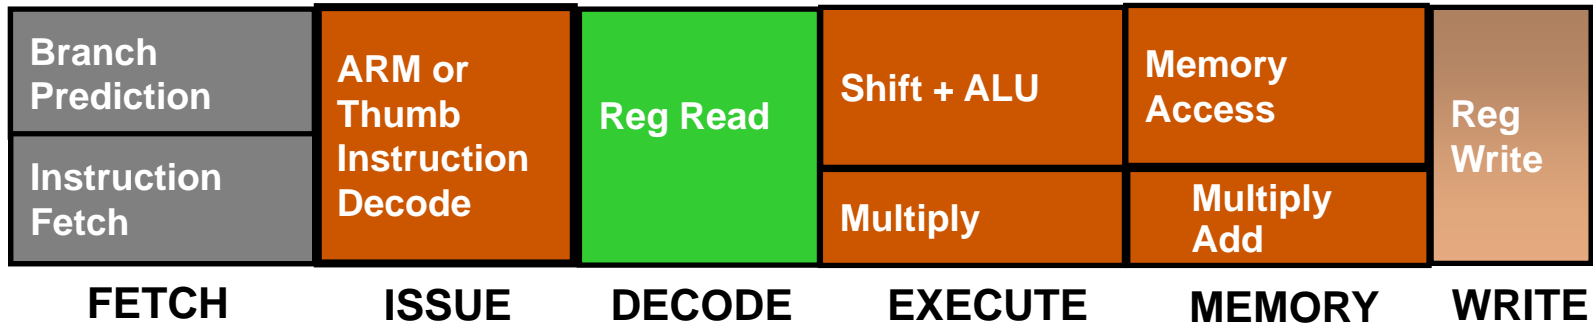 Branch
Prediction
Instruction
Fetch
ARM or
Thumb
Instruction
Decode
Reg Read
Shift + ALU
Multiply
Memory
Access
Multiply
Add
Reg
Write
FETCH
ISSUE
DECODE
EXECUTE
MEMORY
WRITE